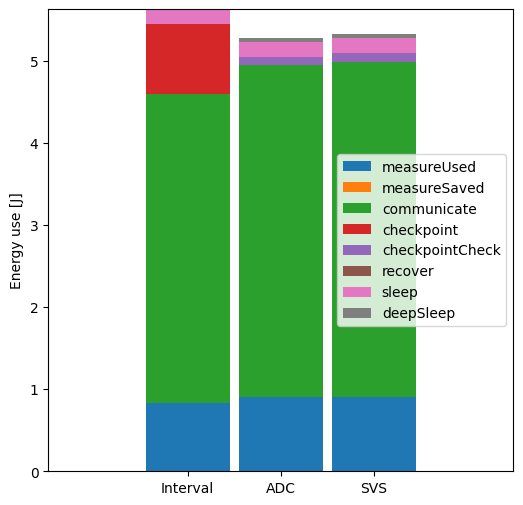 Energy use [J]
5
4
3
2
1
0
measureUsed
measureSaved
communicate
checkpoint
checkpointCheck
recover
sleep
deepSleep
Interval ADC SVS